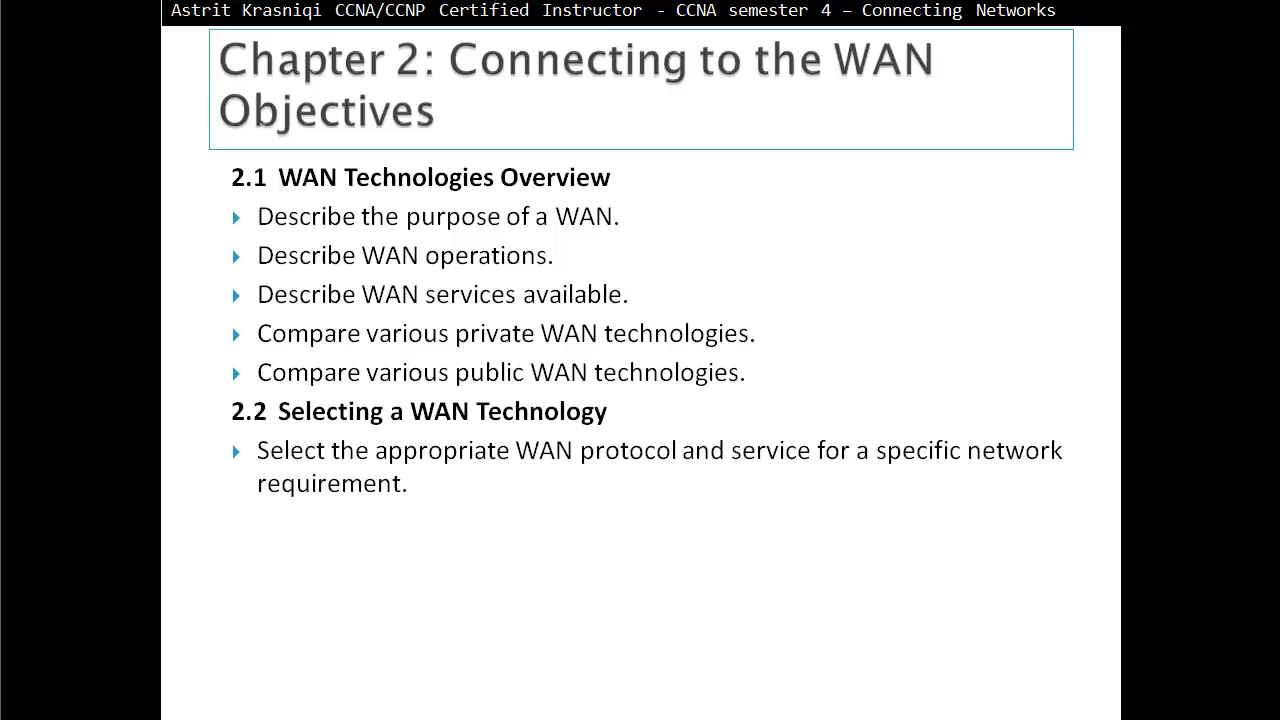 Astrit Krasniqi CCNA/CCNP Certified Instructor - CCNA semester 4 – Connecting Networks
Chapter 2: Connecting to the WAN
Objectives
2.1 WAN Technologies Overview
Describe the purpose of a WAN.
Describe WAN operations.
Describe WAN services available.
Compare various private WAN technologies.
Compare various public WAN technologies.
2.2 Selecting a WAN Technology
Select the appropriate WAN protocol and service for a specific network
requirement.